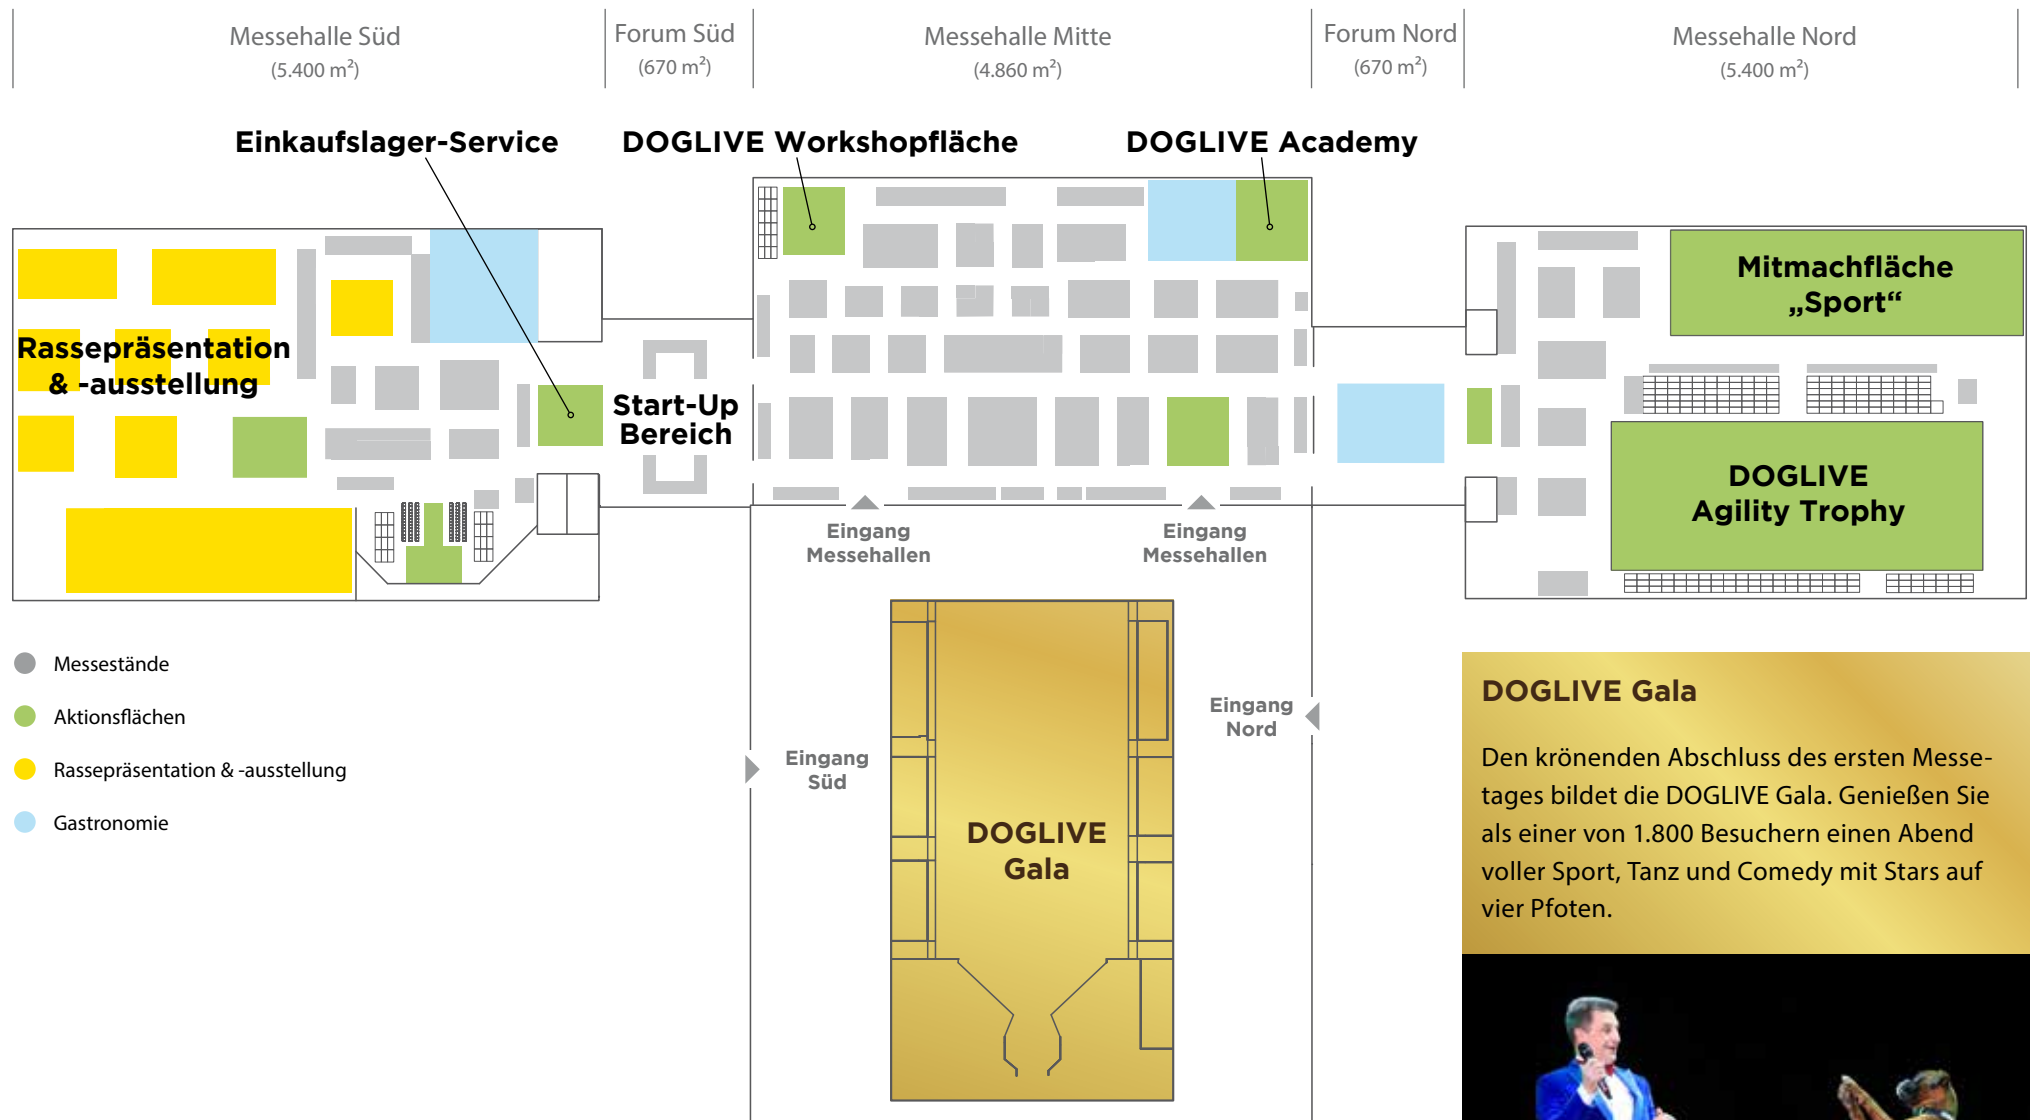 Messehalle Süd
(5.400 m²)
Forum Süd
(670 m²)
Messehalle Mitte
(4.860 m²)
Forum Nord
(670 m²)
Messehalle Nord
(5.400 m²)
Einkaufslager-Service
DOGLIVE Workshopfläche
DOGLIVE Academy
Rassepräsentation
& -ausstellung
Start-Up
Bereich
Mitmachfläche
„Sport“
DOGLIVE
Agility Trophy
Eingang
Messehallen
Eingang
Messehallen
Messestände
Aktionsflächen
Rassepräsentation & -ausstellung
Gastronomie
Eingang
Süd
Eingang
Nord
DOGLIVE
Gala
DOGLIVE Gala
Den krönenden Abschluss des ersten Messe-
tages bildet die DOGLIVE Gala. Genießen Sie
als einer von 1.800 Besuchern einen Abend
voller Sport, Tanz und Comedy mit Stars auf
vier Pfoten.